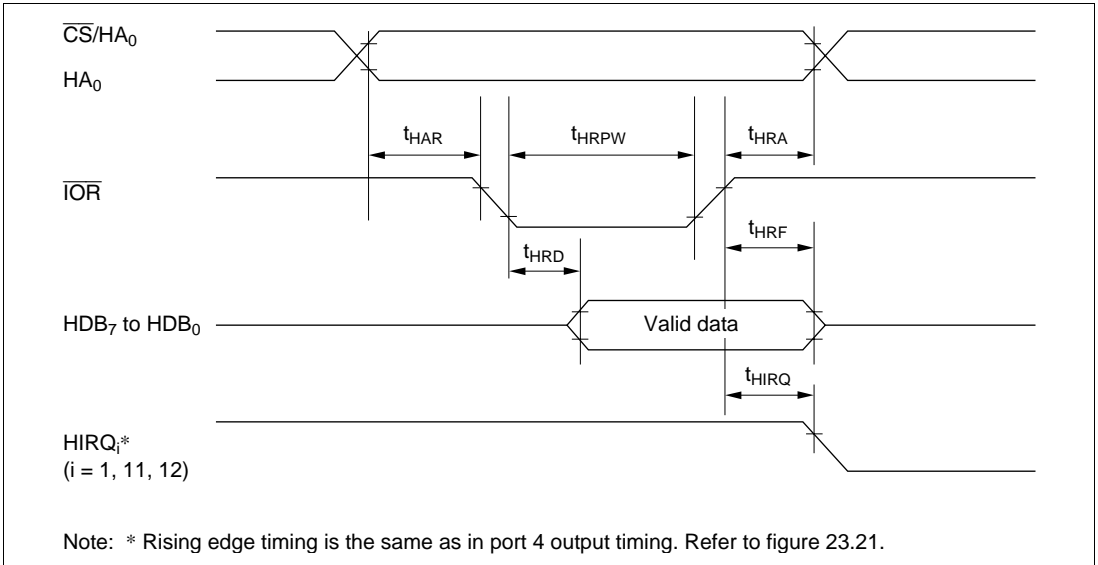 CS/HA0
HA0
tHAR
tHRPW
tHRA
IOR
tHRF
tHRD
HDB7 to HDB0
Valid data
tHIRQ
HIRQi*
(i = 1, 11, 12)
Note: * Rising edge timing is the same as in port 4 output timing. Refer to figure 23.21.